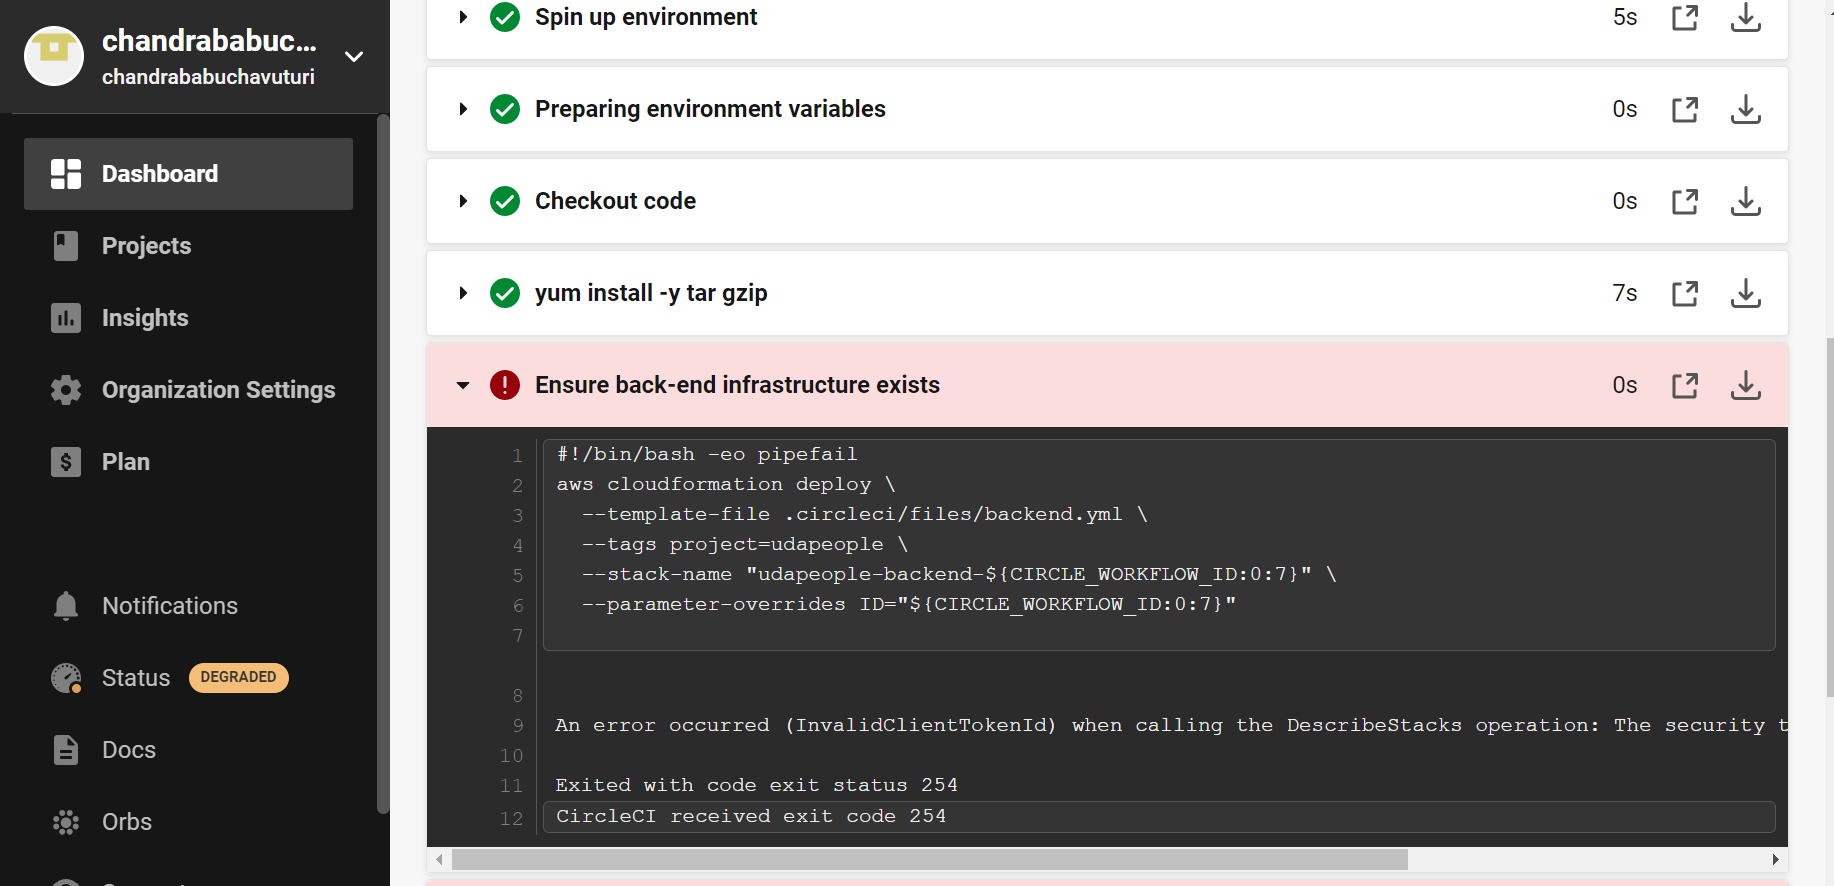 chandrababuc...
chandrababuchavuturi
Dashboard
Projects
Insights
Organization Settings
Plan
Notifications
Status DEGRADED
Docs
Orbs
Spin up environment 5s
Preparing environment variables 0s
Checkout code 0s
yum install -y tar gzip 7s
Ensure back-end infrastructure exists 0s
1 #!/bin/bash -eo pipefail
2 aws cloudformation deploy \
3 --template-file .circleci/files/backend.yml \
4 --tags project=udapeople \
5 --stack-name "udapeople-backend-${CIRCLE_WORKFLOW_ID:0:7}" \
6 --parameter-overrides ID="${CIRCLE_WORKFLOW_ID:0:7}"
7
8
9 An error occurred (InvalidClientTokenId) when calling the DescribeStacks operation: The security t
10
11 Exited with code exit status 254
12 CircleCI received exit code 254